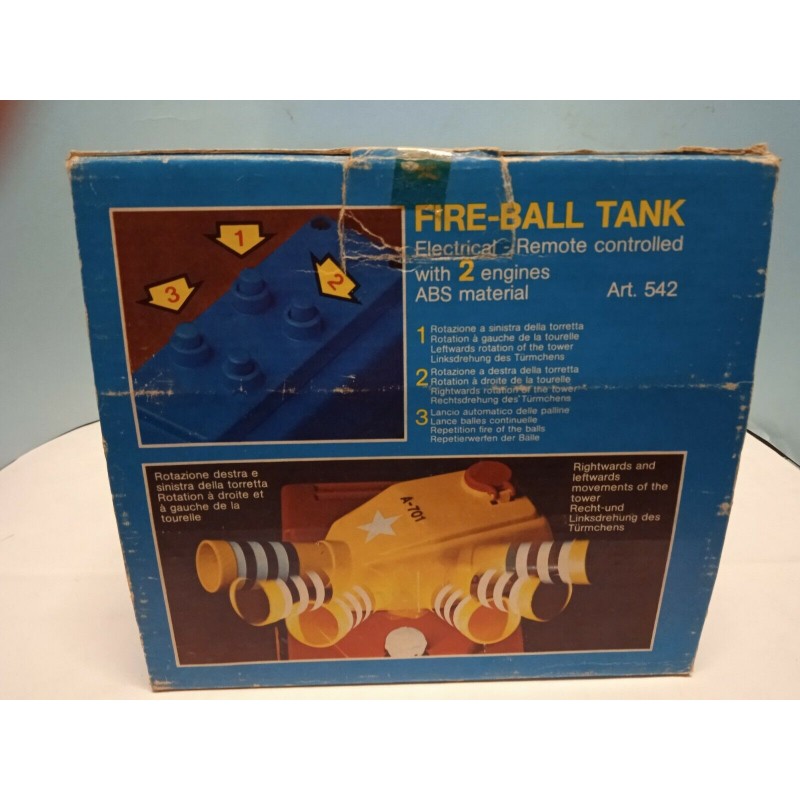 FIRE-BALL TANK
Electrical - Remote controlled
with 2 engines
ABS material Art. 542
1
2
3
1 Rotazione a sinistra della torretta
Rotation à gauche de la tourelle
Leftwards rotation of the tower
Linksdrehung des Türmchens
2 Rotazione a destra della torretta
Rotation à droite de la tourelle
Rightwards rotation of the tower
Rechtsdrehung des Türmchens
3 Lancio automatico delle palline
Lance balles continuelle
Repetition fire of the balls
Repetierwerfen der Bälle
Rotazione destra e
sinistra della torretta
Rotation à droite et
à gauche de la
tourelle
A-701
Rightwards and
leftwards
movements of the
tower
Recht-und
Linksdrehung des
Türmchens